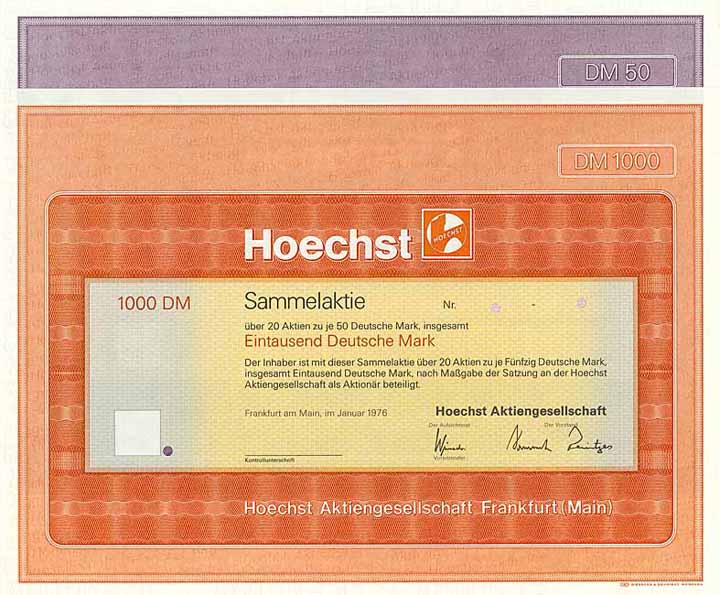 DM 50
DM 1000
Hoechst
HOECHST
1000 DM
Sammelaktie
Nr. -
über 20 Aktien zu je 50 Deutsche Mark, insgesamt
Eintausend Deutsche Mark
Der Inhaber ist mit dieser Sammelaktie über 20 Aktien zu je Fünfzig Deutsche Mark,
insgesamt Eintausend Deutsche Mark, nach Maßgabe der Satzung an der Hoechst
Aktiengesellschaft als Aktionär beteiligt.
Frankfurt am Main, im Januar 1976
Hoechst Aktiengesellschaft
Der Aufsichtsrat
Der Vorstand
Vorsitzender
Kontrollunterschrift
Hoechst Aktiengesellschaft Frankfurt (Main)